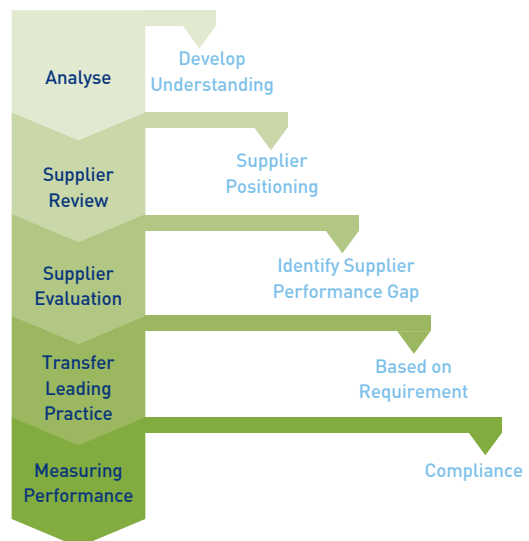 Analyse
Develop
Understanding
Supplier
Review
Supplier
Positioning
Supplier
Evaluation
Identify Supplier
Performance Gap
Transfer
Leading
Practice
Based on
Requirement
Measuring
Performance
Compliance